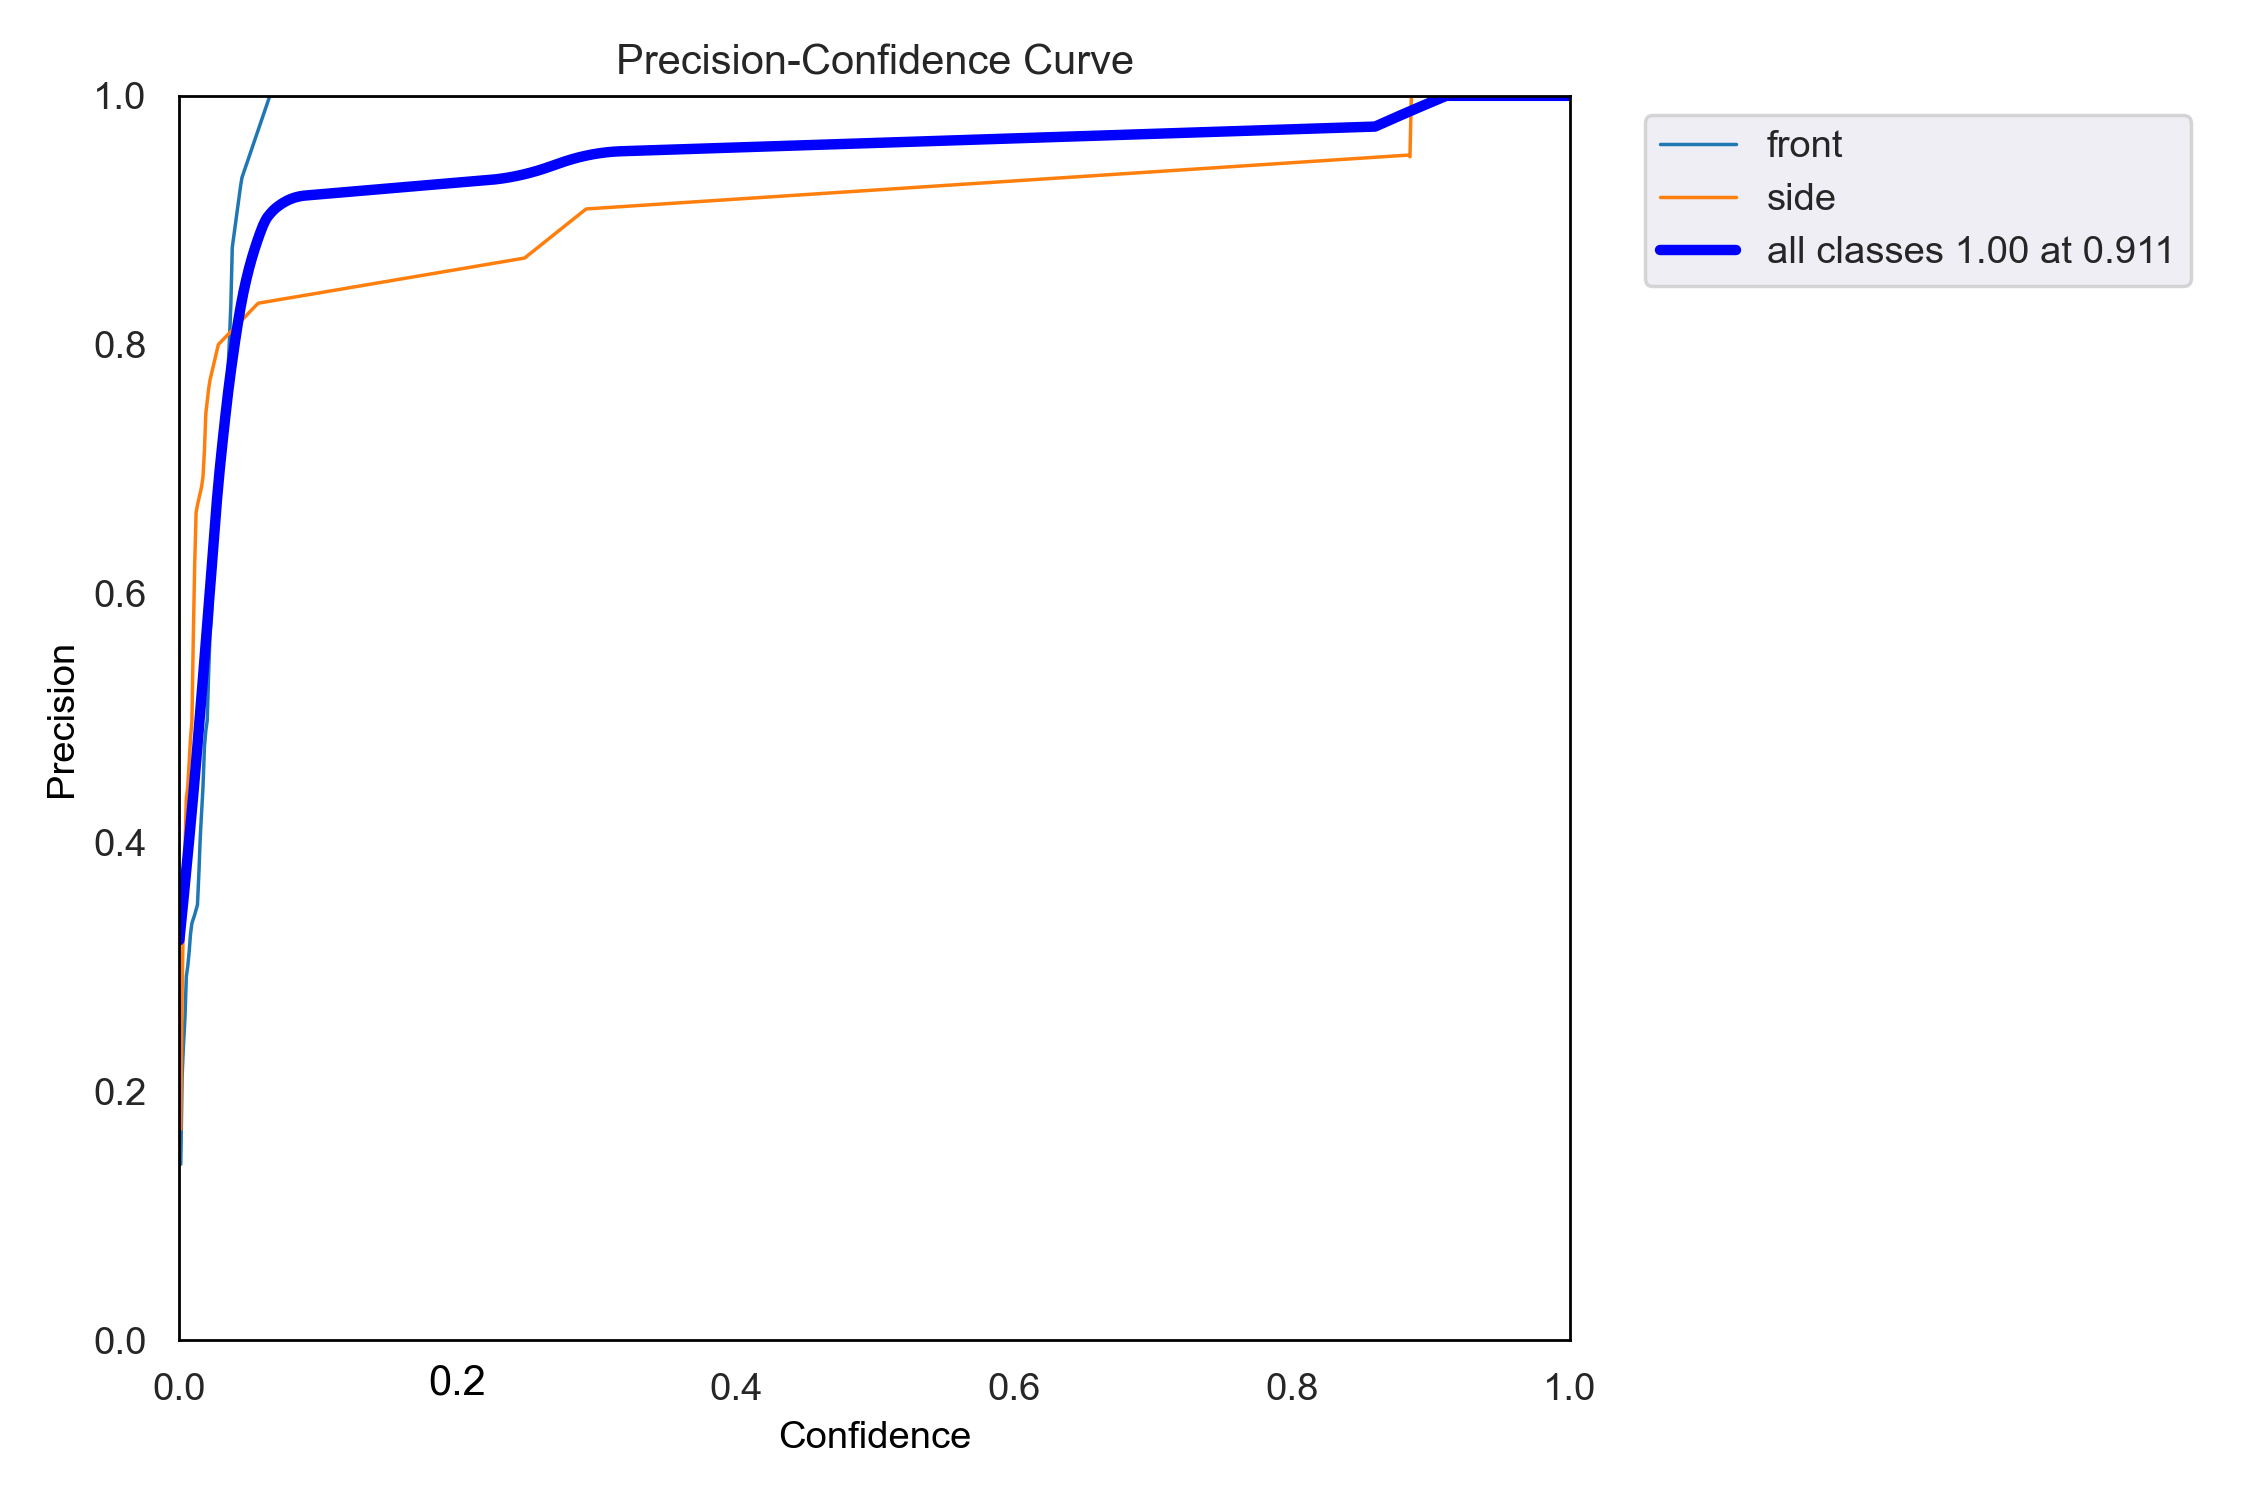 Precision-Confidence Curve
1.0
0.8
0.6
0.4
0.2
0.0
Precision
0.0 0.2 0.4 0.6 0.8 1.0
Confidence
front
side
all classes 1.00 at 0.911